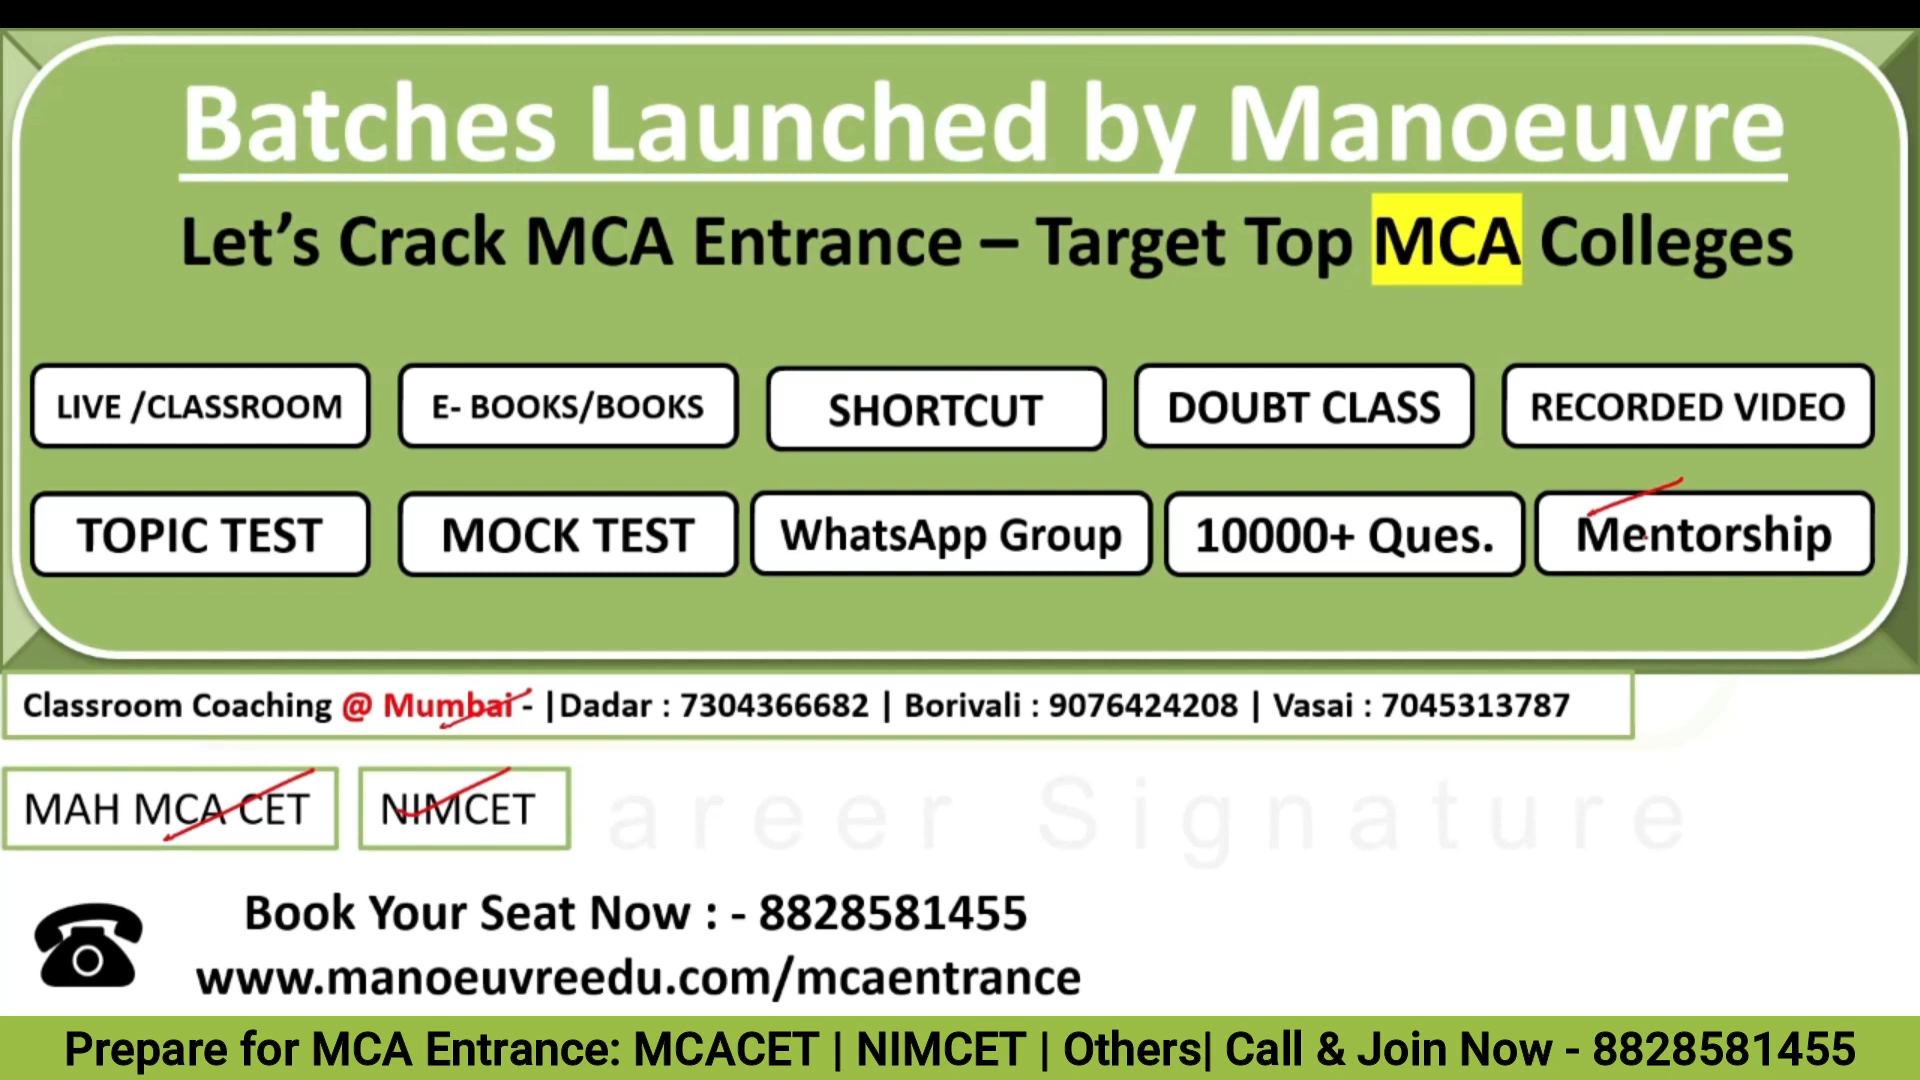 Batches Launched by Manoeuvre
Let's Crack MCA Entrance – Target Top MCA Colleges
LIVE /CLASSROOM
E- BOOKS/BOOKS
SHORTCUT
DOUBT CLASS
RECORDED VIDEO
TOPIC TEST
MOCK TEST
WhatsApp Group
10000+ Ques.
Mentorship
Classroom Coaching @ Mumbai - |Dadar : 7304366682 | Borivali : 9076424208 | Vasai : 7045313787
MAH MCA CET
NIMCET
areer Signature
Book Your Seat Now : - 8828581455
www.manoeuvreedu.com/mcaentrance
Prepare for MCA Entrance: MCACET | NIMCET | Others| Call & Join Now - 8828581455